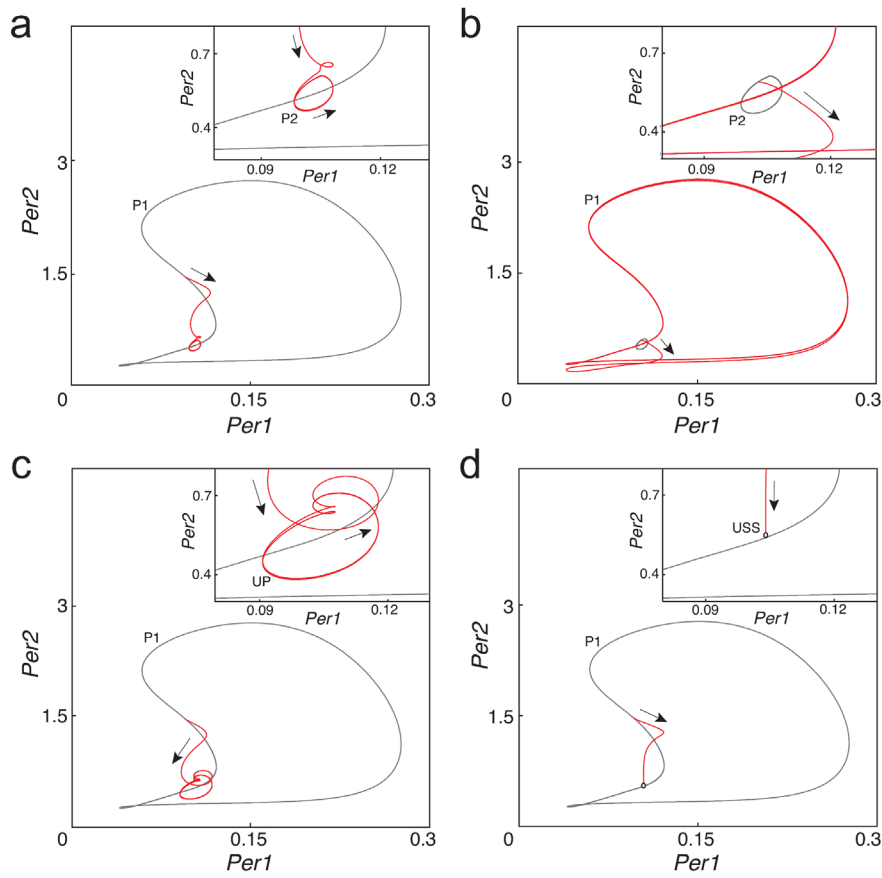 a
0.7
Per2
0.4
P2
0.09
Per1
0.12
3
Per2
P1
1.5
0
0.15
0.3
Per1
b
0.7
Per2
0.4
P2
0.09
Per1
0.12
3
Per2
P1
1.5
0
0.15
0.3
Per1
c
0.7
Per2
0.4
UP
0.09
Per1
0.12
3
Per2
P1
1.5
0
0.15
0.3
Per1
d
0.7
Per2
USS
0.4
0.09
Per1
0.12
3
Per2
P1
1.5
0
0.15
0.3
Per1